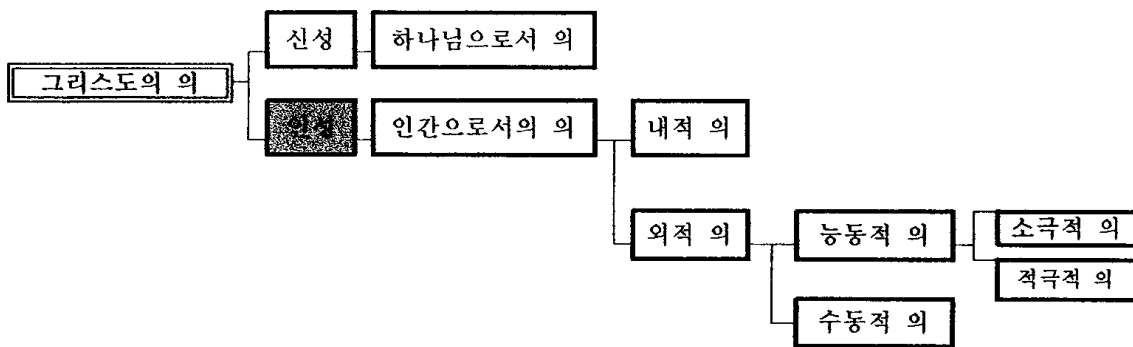 신성
하나님으로서 의
그리스도의 의
인성
인간으로서의 의
내적 의
외적 의
능동적 의
소극적 의
적극적 의
수동적 의